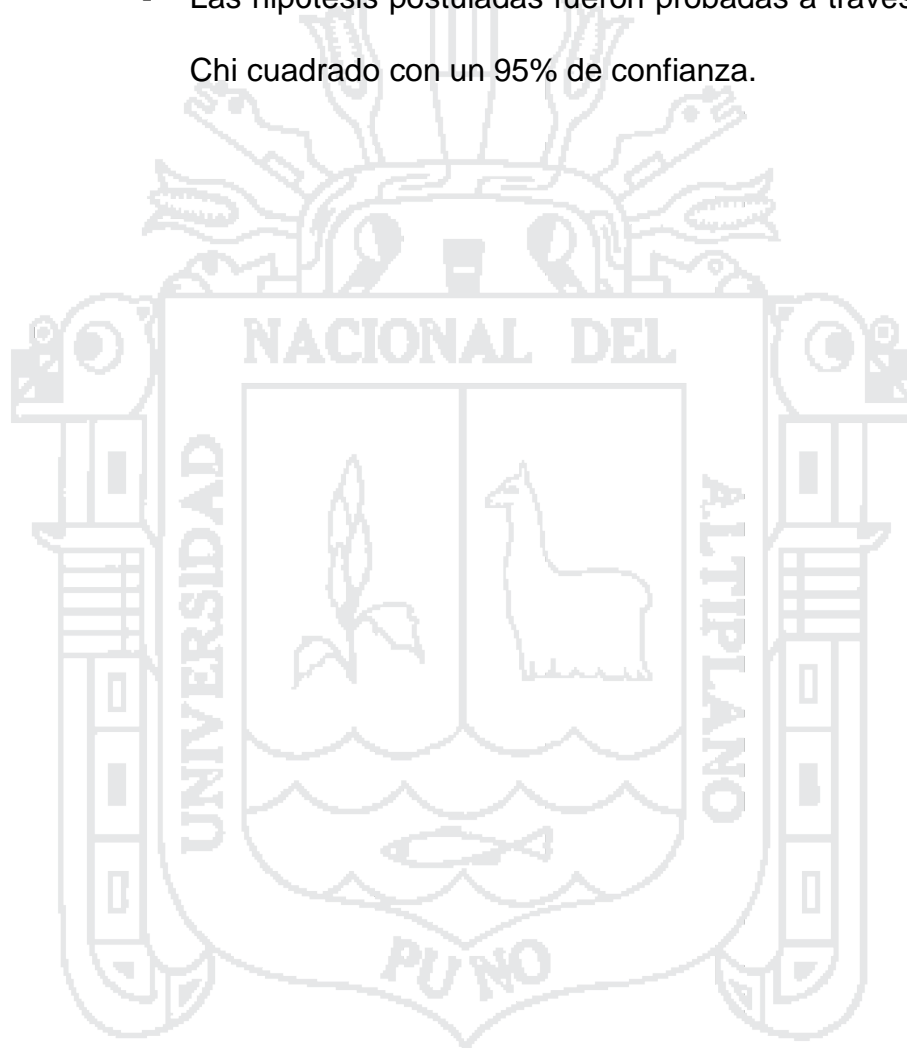 - Las hipótesis postuladas fueron probadas a través
Chi cuadrado con un 95% de confianza.
NACIONAL DEL
UNIVERSIDAD
ALTIPLANO
PUNO